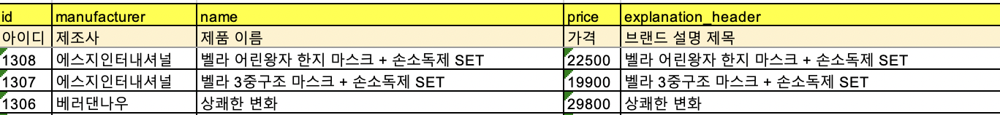 id manufacturer name price explanation_header
아이디 제조사 제품 이름 가격 브랜드 설명 제목
1308 에스지인터내셔널 벨라 어린왕자 한지 마스크 + 손소독제 SET 22500 벨라 어린왕자 한지 마스크 + 손소독제 SET
1307 에스지인터내셔널 벨라 3중구조 마스크 + 손소독제 SET 19900 벨라 3중구조 마스크 + 손소독제 SET
1306 베러댄나우 상쾌한 변화 29800 상쾌한 변화